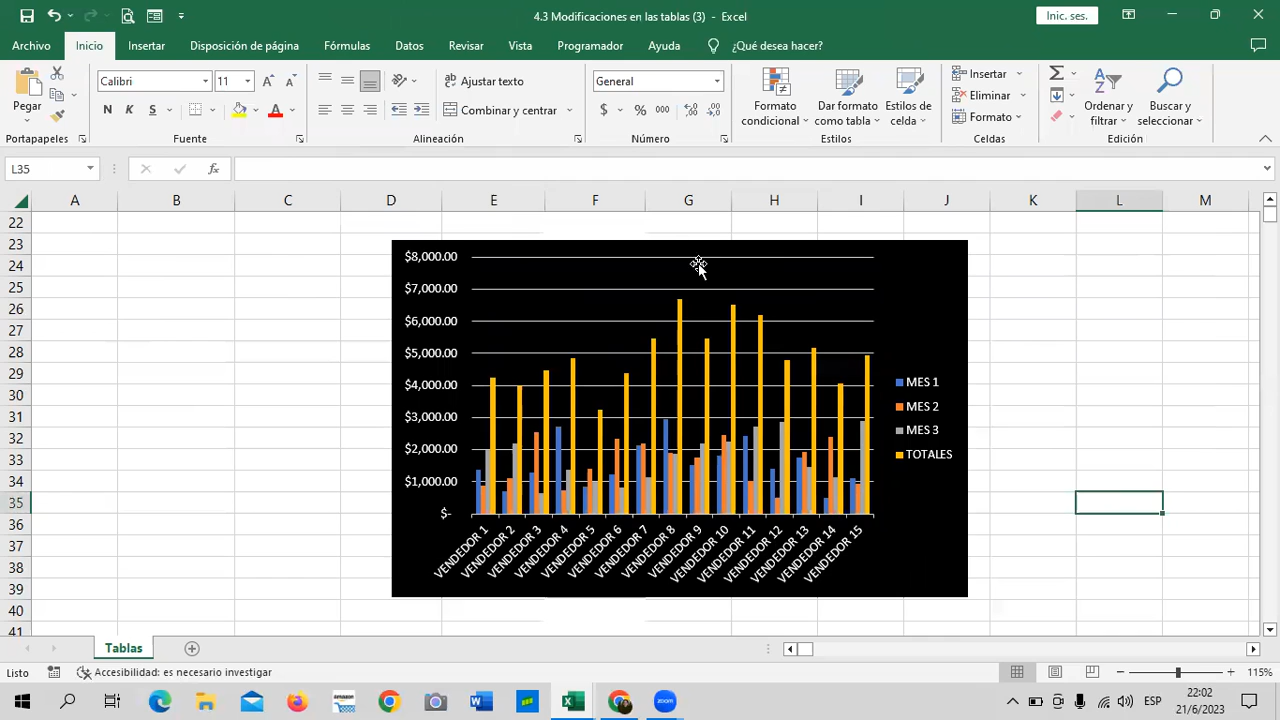 4.3 Modificaciones en las tablas (3) - Excel
Inic. ses.
Archivo Inicio Insertar Disposición de página Fórmulas Datos Revisar Vista Programador Ayuda ¿Qué desea hacer?
Pegar
Calibri 11
N K S
Ajustar texto
Combinar y centrar
General
$ % 000
Formato condicional
Dar formato como tabla
Estilos de celda
Insertar
Eliminar
Formato
Ordenar y filtrar
Buscar y seleccionar
Portapapeles Fuente Alineación Número Estilos Celdas Edición
L35 fx
A B C D E F G H I J K L M
22
23
24
25
26
27
28
29
30
31
32
33
34
35
36
37
38
39
40
41
$8,000.00
$7,000.00
$6,000.00
$5,000.00
$4,000.00
$3,000.00
$2,000.00
$1,000.00
$-
VENDEDOR 1
VENDEDOR 2
VENDEDOR 3
VENDEDOR 4
VENDEDOR 5
VENDEDOR 6
VENDEDOR 7
VENDEDOR 8
VENDEDOR 9
VENDEDOR 10
VENDEDOR 11
VENDEDOR 12
VENDEDOR 13
VENDEDOR 14
VENDEDOR 15
MES 1
MES 2
MES 3
TOTALES
Tablas
Listo Accesibilidad: es necesario investigar 115%
zoom
ESP
22:02
21/6/2023